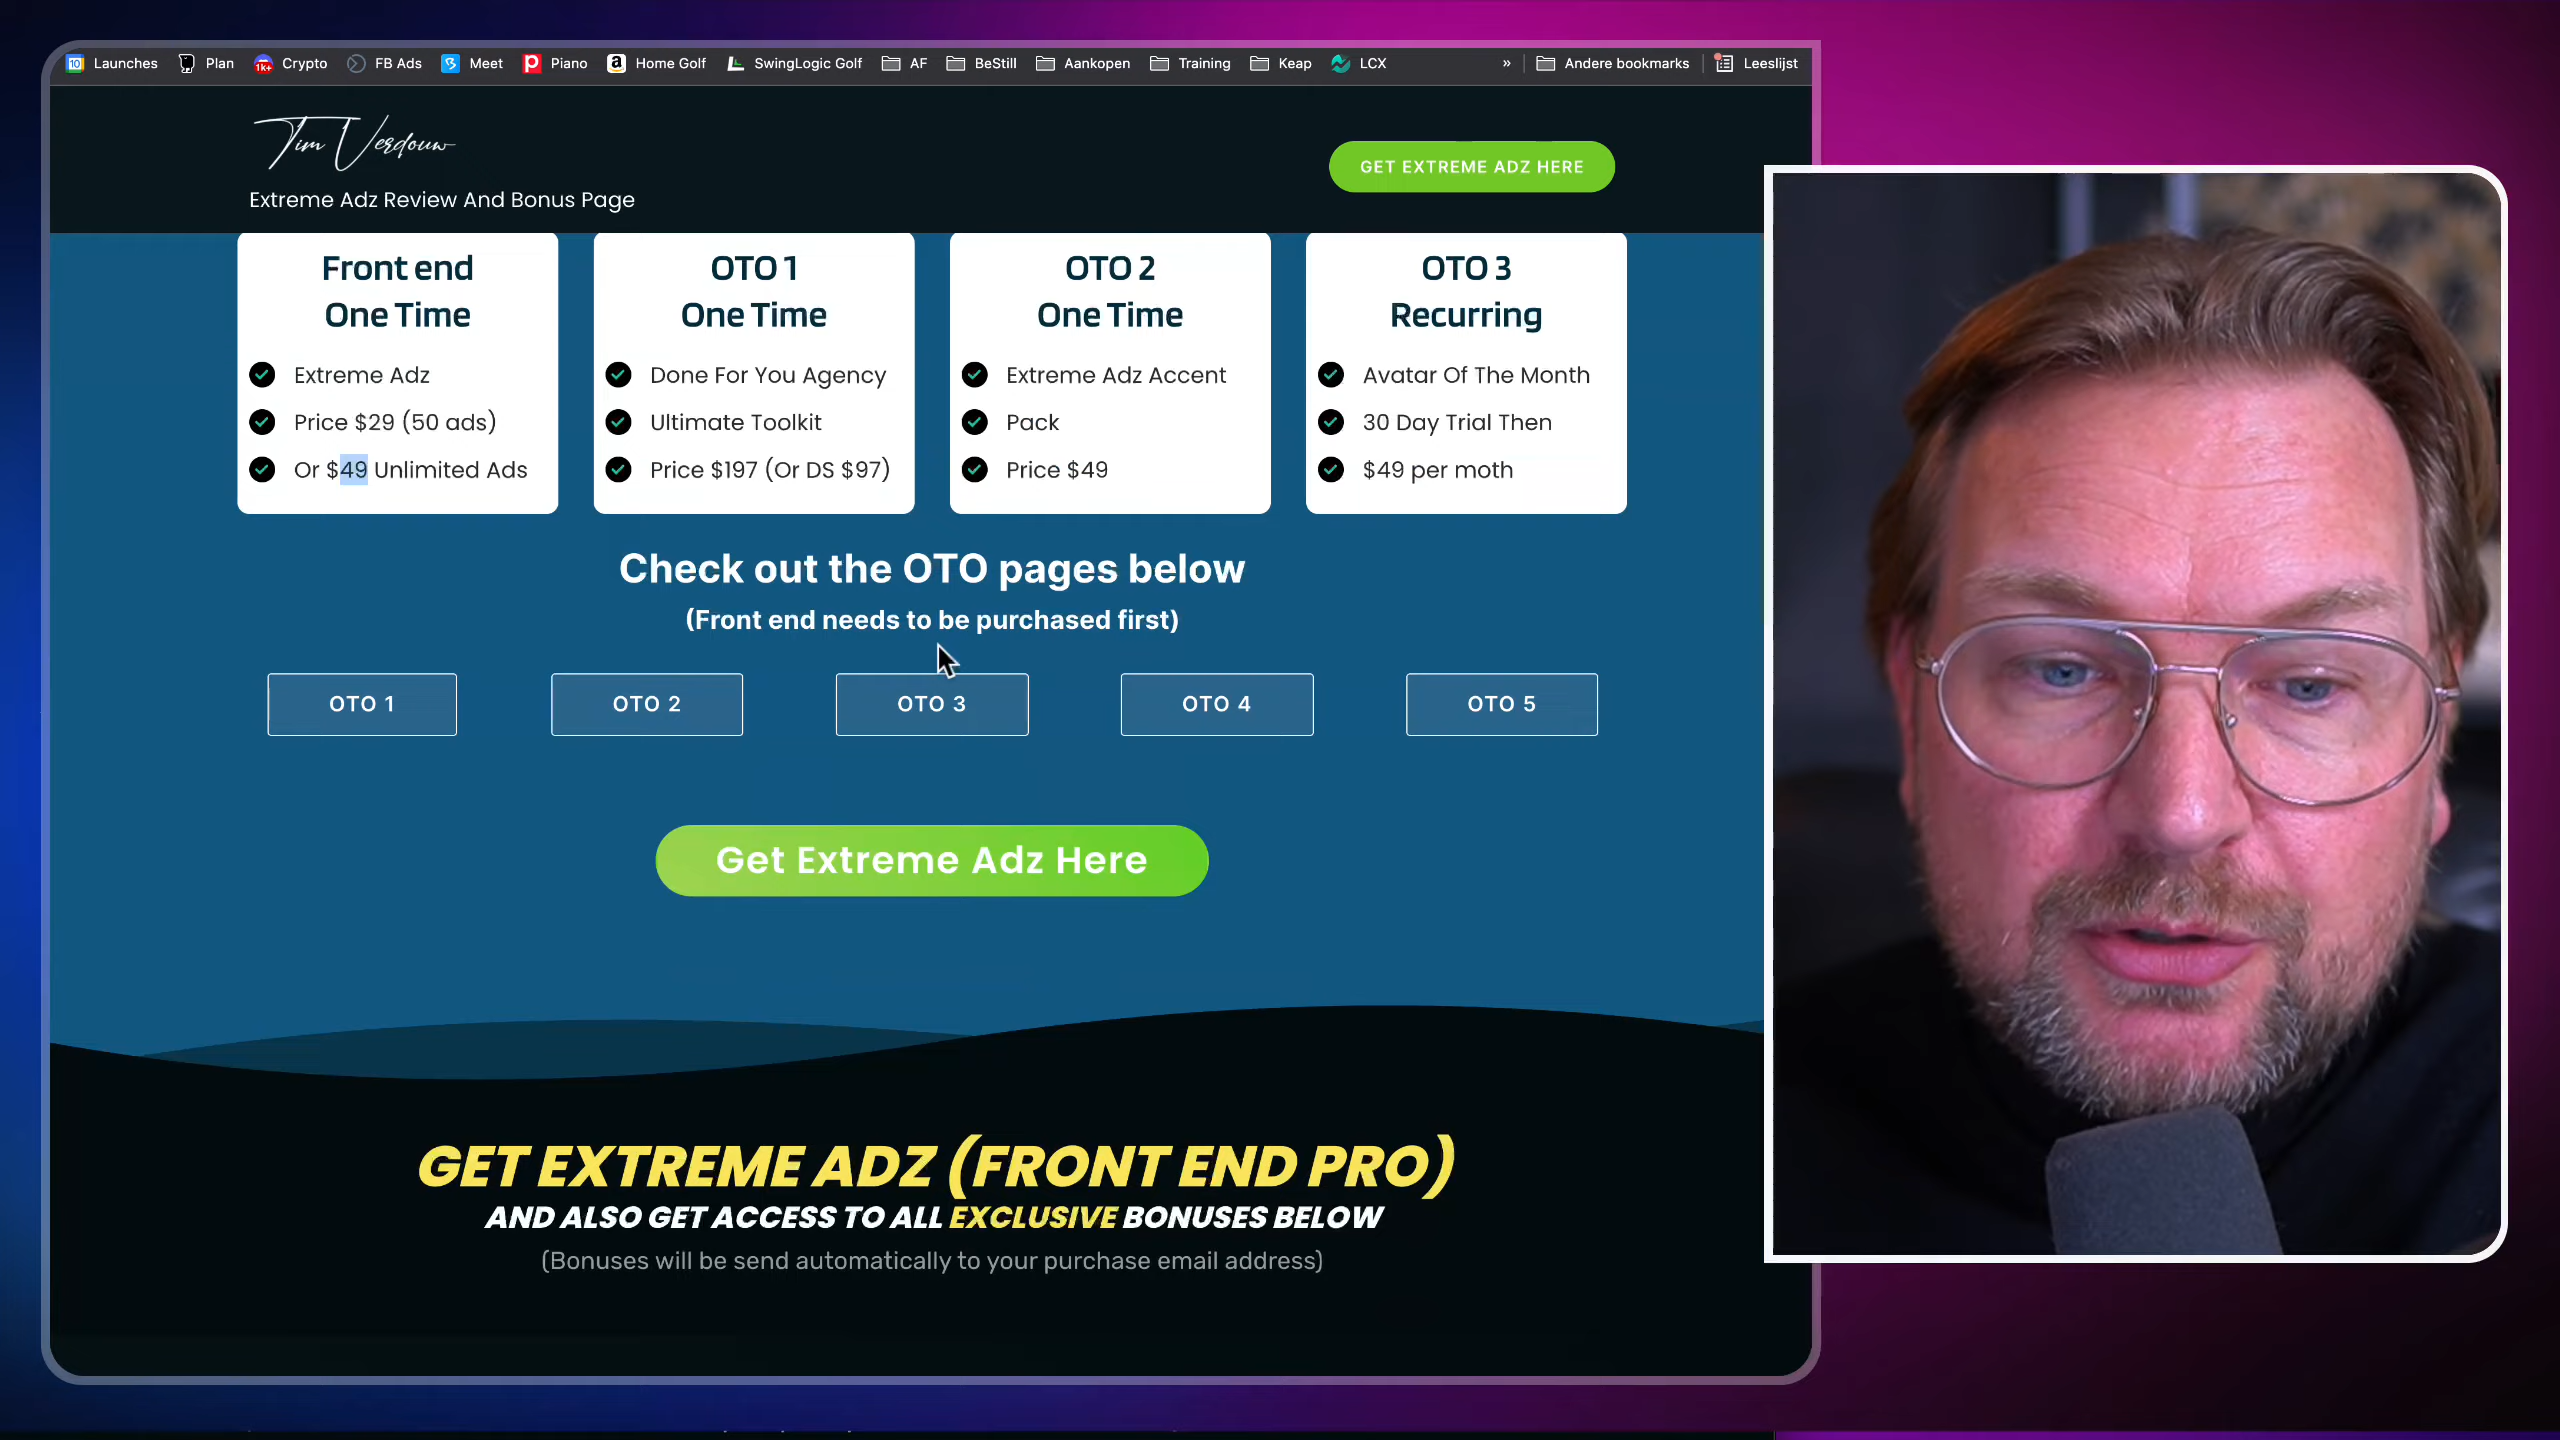 Launches Plan Crypto FB Ads Meet Piano Home Golf SwingLogic Golf AF BeStill Aankopen Training Keap LCX » Andere bookmarks Leeslijst
Tim Verdouw
Extreme Adz Review And Bonus Page
GET EXTREME ADZ HERE
Front end
One Time
Extreme Adz
Price $29 (50 ads)
Or $49 Unlimited Ads
OTO 1
One Time
Done For You Agency
Ultimate Toolkit
Price $197 (Or DS $97)
OTO 2
One Time
Extreme Adz Accent
Pack
Price $49
OTO 3
Recurring
Avatar Of The Month
30 Day Trial Then
$49 per moth
Check out the OTO pages below
(Front end needs to be purchased first)
OTO 1
OTO 2
OTO 3
OTO 4
OTO 5
Get Extreme Adz Here
GET EXTREME ADZ (FRONT END PRO)
AND ALSO GET ACCESS TO ALL EXCLUSIVE BONUSES BELOW
(Bonuses will be send automatically to your purchase email address)